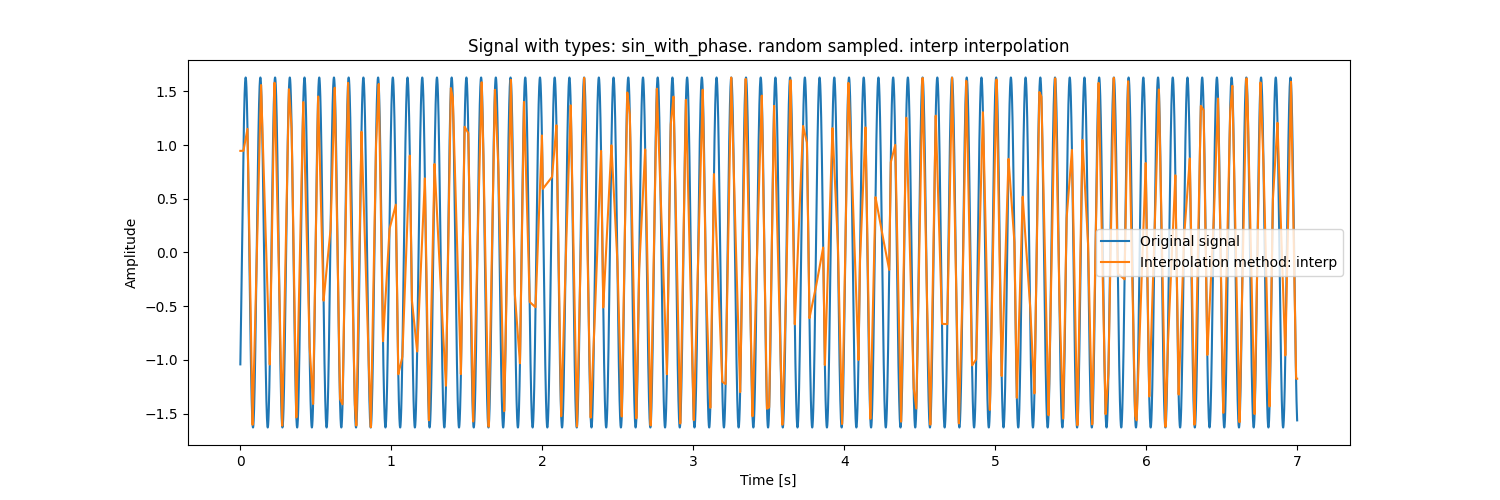 Signal with types: sin_with_phase. random sampled. interp interpolation
Amplitude
1.5
1.0
0.5
0.0
−0.5
−1.0
−1.5
Original signal
Interpolation method: interp
0 1 2 3 4 5 6 7
Time [s]